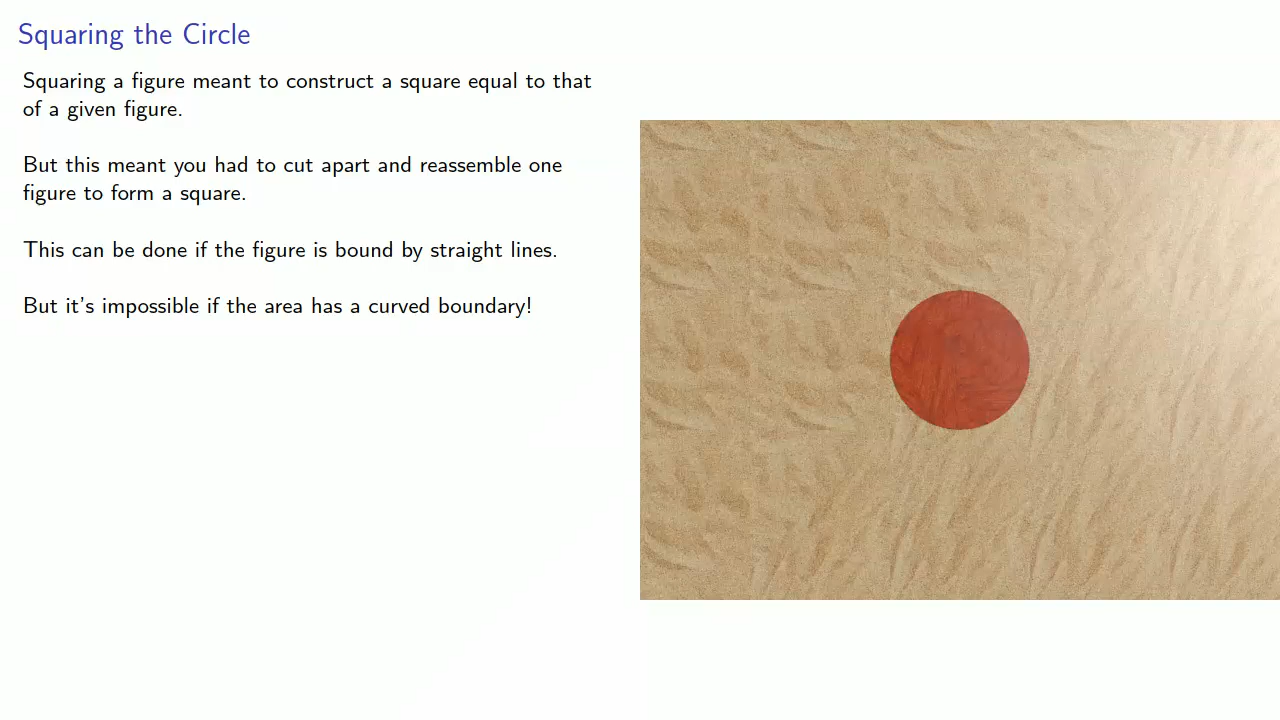 Squaring the Circle
Squaring a figure meant to construct a square equal to that
of a given figure.
But this meant you had to cut apart and reassemble one
figure to form a square.
This can be done if the figure is bound by straight lines.
But it's impossible if the area has a curved boundary!